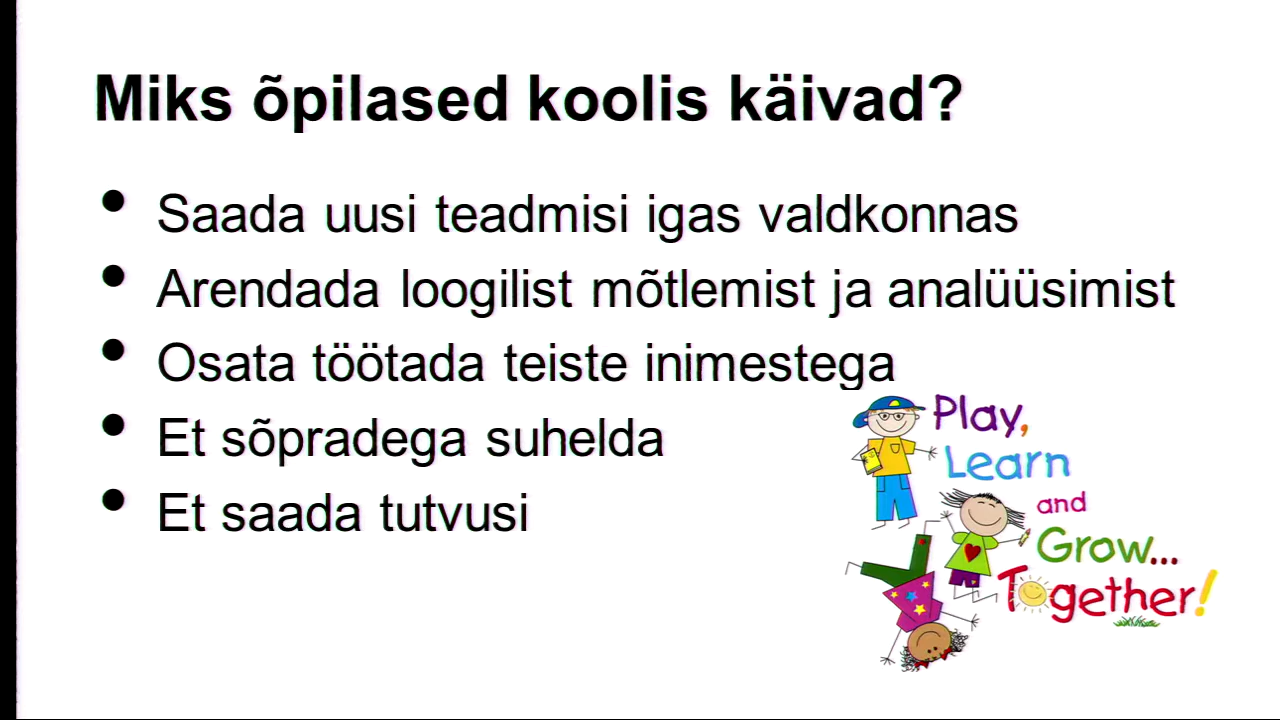 Miks õpilased koolis käivad?
• Saada uusi teadmisi igas valdkonnas
• Arendada loogilist mõtlemist ja analüüsimist
• Osata töötada teiste inimestega
• Et sõpradega suhelda
• Et saada tutvusi
Play,
Learn
and
Grow...
Together!